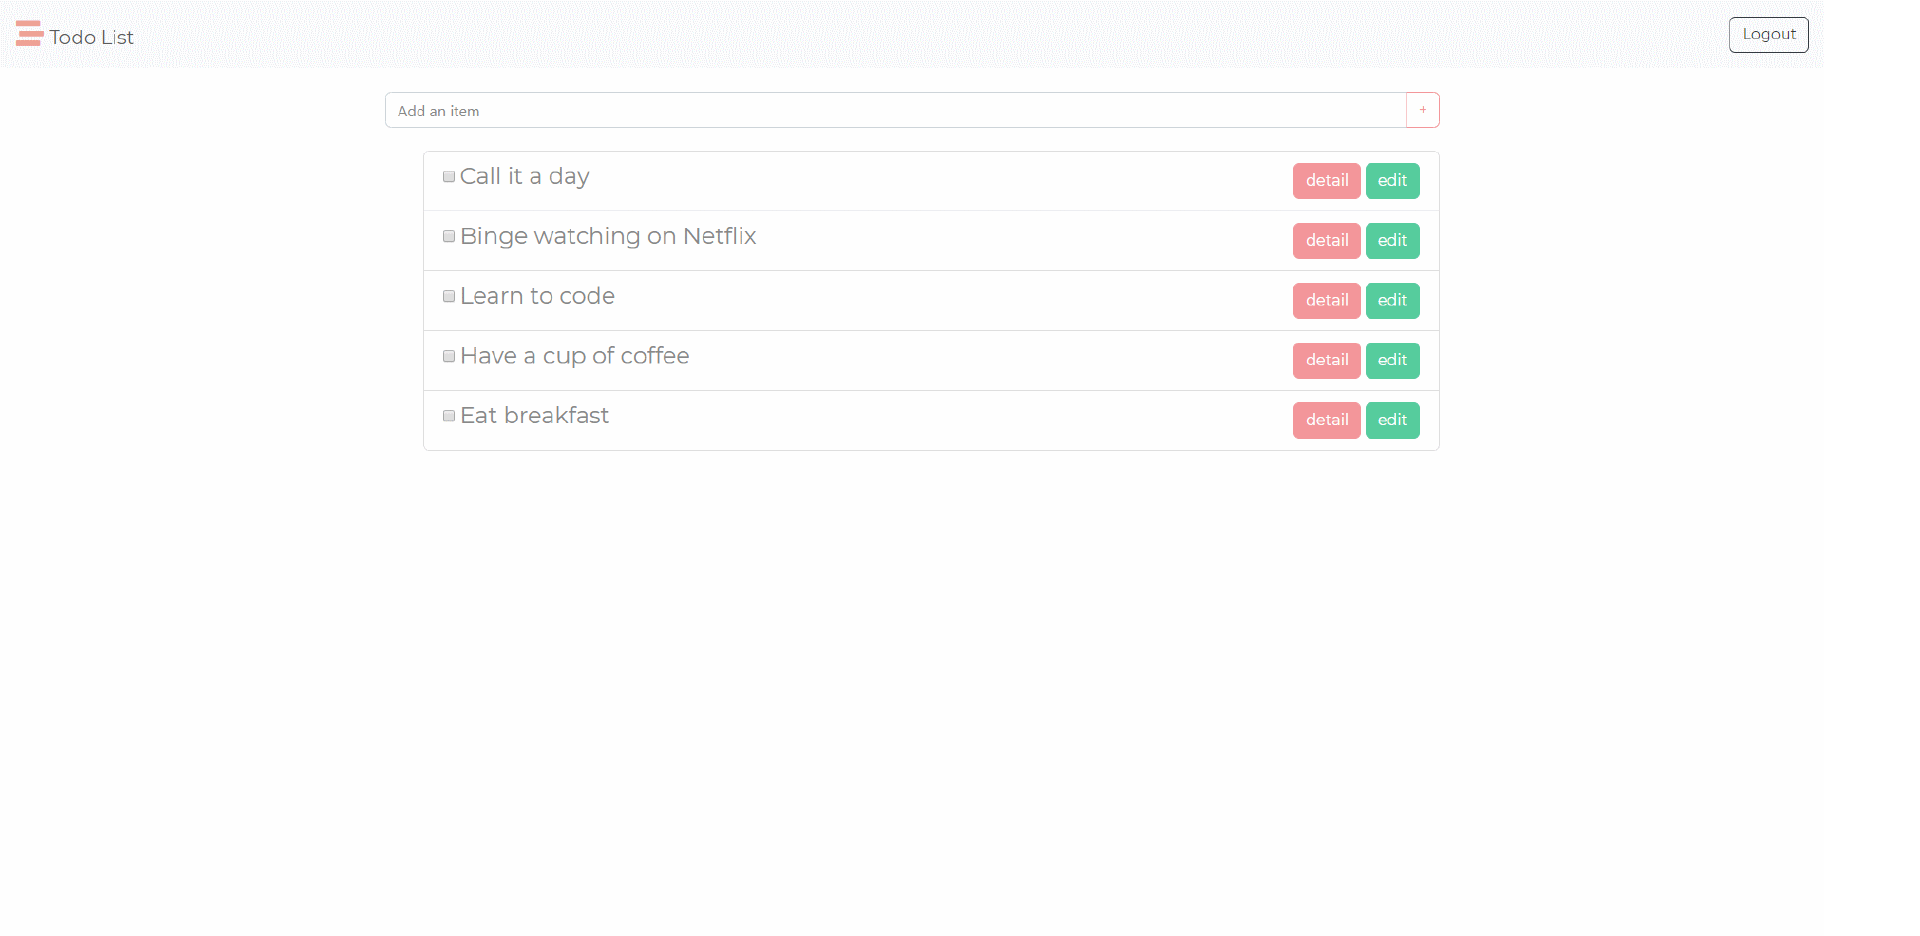 Todo List
Logout
Add an item
+
Call it a day
detail
edit
Binge watching on Netflix
detail
edit
Learn to code
detail
edit
Have a cup of coffee
detail
edit
Eat breakfast
detail
edit